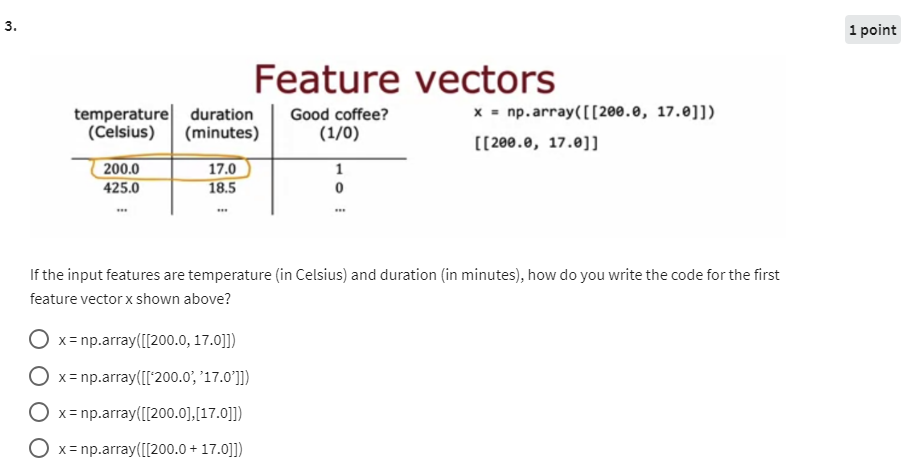 3.
1 point
Feature vectors
temperature duration Good coffee? x = np.array([[200.0, 17.0]])
(Celsius) (minutes) (1/0)
[[200.0, 17.0]]
200.0 17.0 1
425.0 18.5 0
... ... ...
If the input features are temperature (in Celsius) and duration (in minutes), how do you write the code for the first
feature vector x shown above?
x = np.array([[200.0, 17.0]])
x = np.array([[‘200.0’, ’17.0’]])
x = np.array([[200.0],[17.0]])
x = np.array([[200.0 + 17.0]])